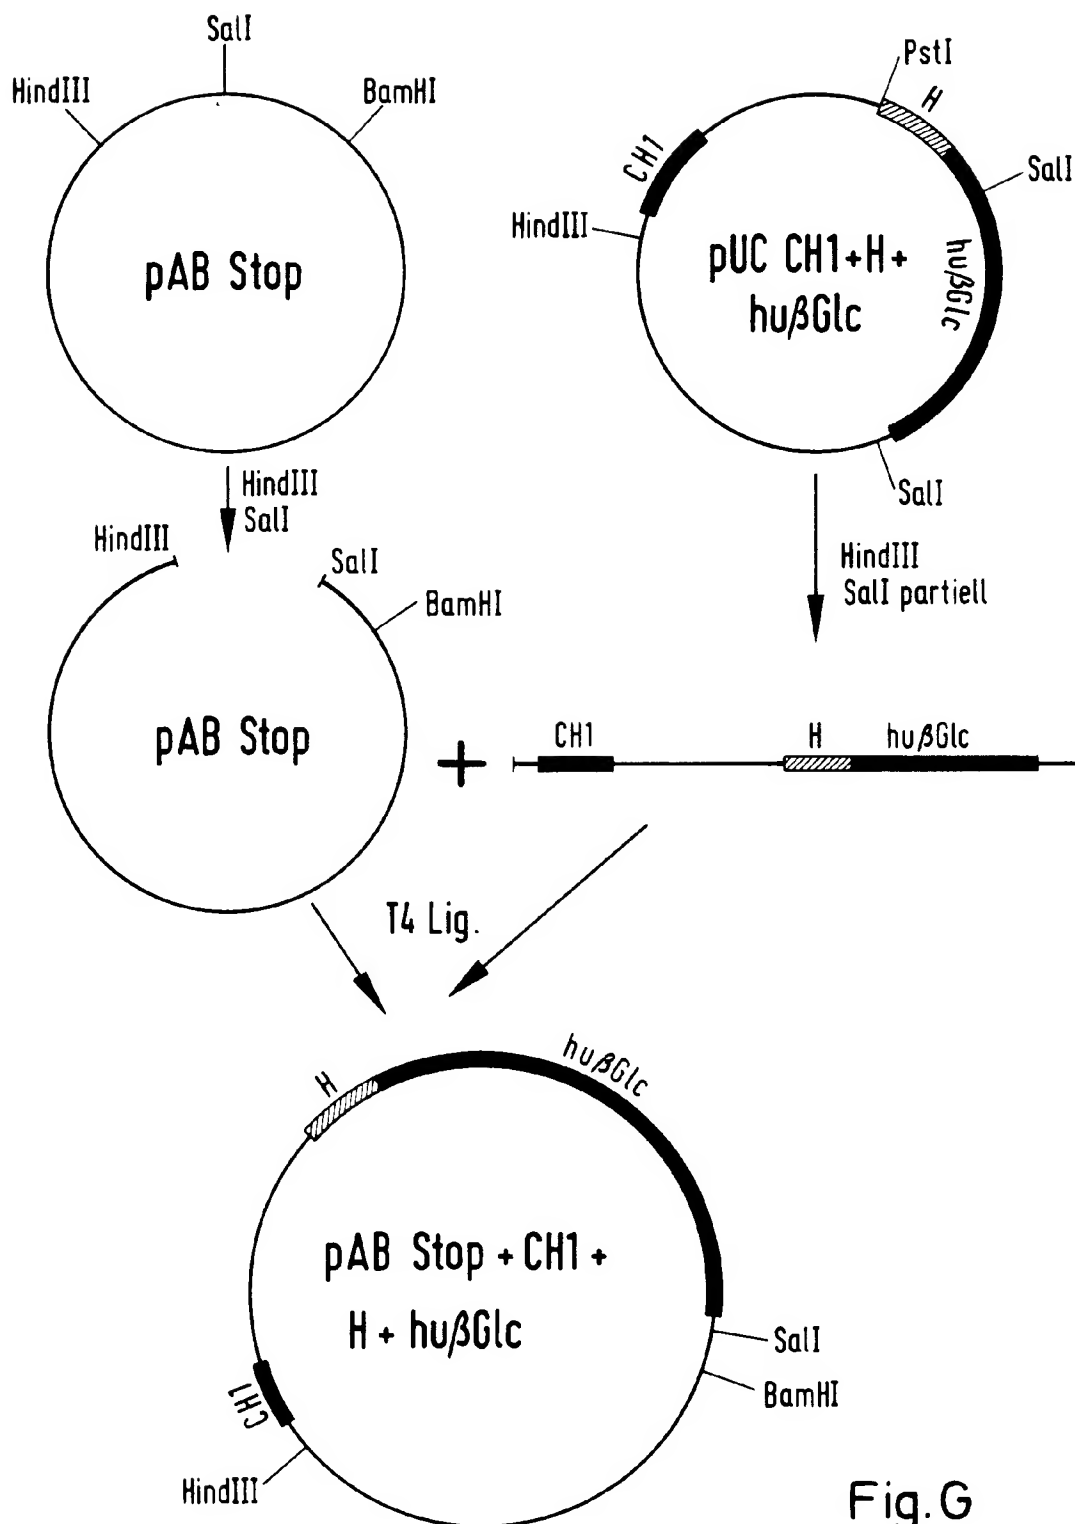 SalI
HindIII
BamHI
pAB Stop
PstI
H
CH1
SalI
HindIII
pUC CH1+H+
huβGlc
huβGlc
SalI
HindIII
SalI
HindIII
SalI partiell
HindIII
SalI
BamHI
pAB Stop
+
CH1
H
huβGlc
T4 Lig.
H
huβGlc
pAB Stop + CH1 +
H + huβGlc
SalI
BamHI
CH1
HindIII
Fig. G